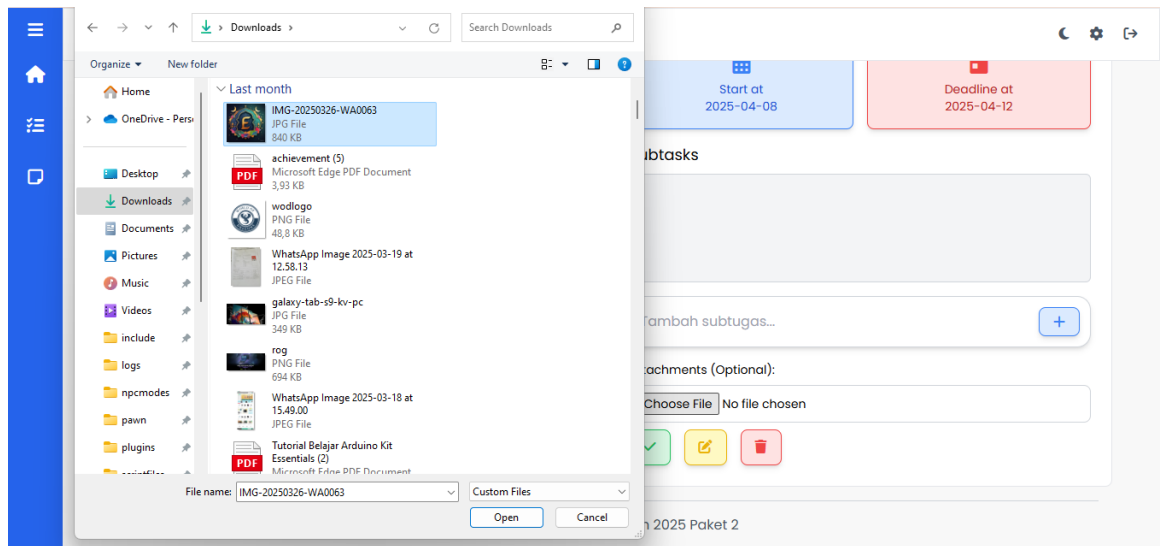 Downloads
Search Downloads
Organize
New folder
Home
OneDrive - Pers
Desktop
Downloads
Documents
Pictures
Music
Videos
include
logs
npcmodes
pawn
plugins
Last month
IMG-20250326-WA0063
JPG File
840 KB
achievement (5)
Microsoft Edge PDF Document
3,93 KB
wodlogo
PNG File
48,8 KB
WhatsApp Image 2025-03-19 at
12.58.13
JPEG File
galaxy-tab-s9-kv-pc
JPG File
349 KB
rog
PNG File
694 KB
WhatsApp Image 2025-03-18 at
15.49.00
JPEG File
Tutorial Belajar Arduino Kit
Essentials (2)
Microsoft Edge PDF Document
PDF
PDF
File name: IMG-20250326-WA0063
Custom Files
Open
Cancel
Start at
2025-04-08
Deadline at
2025-04-12
ubtasks
Tambah subtugas...
tachments (Optional):
Choose File No file chosen
2025 Paket 2